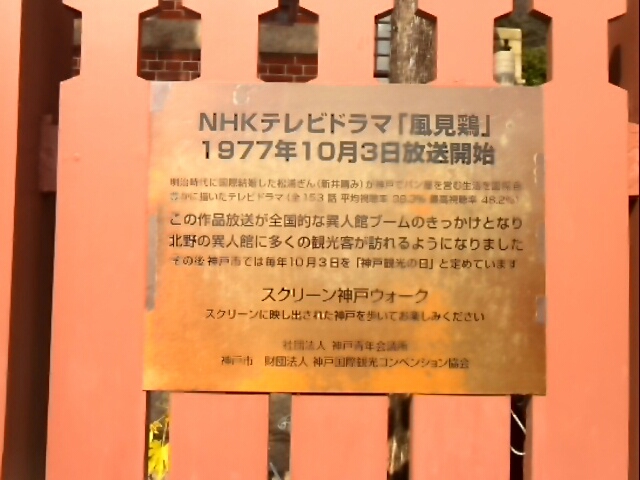 NHKテレビドラマ「風見鶏」
1977年10月3日放送開始
明治時代に国際結婚した松浦ぎん(新井晴み)が神戸でパン屋を営む生活を
かに描いたテレビドラマ(全153話 平均視聴率 38.3% 最高視聴率 48.2%)
この作品放送が全国的な異人館ブームのきっかけとなり
北野の異人館に多くの観光客が訪れるようになりました
その後神戸市では毎年10月3日を「神戸観光の日」と定めています
スクリーン神戸ウォーク
スクリーンに映し出された神戸を歩いてお楽しみください
社団法人 神戸青年会議所
神戸市 財団法人 神戸国際観光コンベンション協会